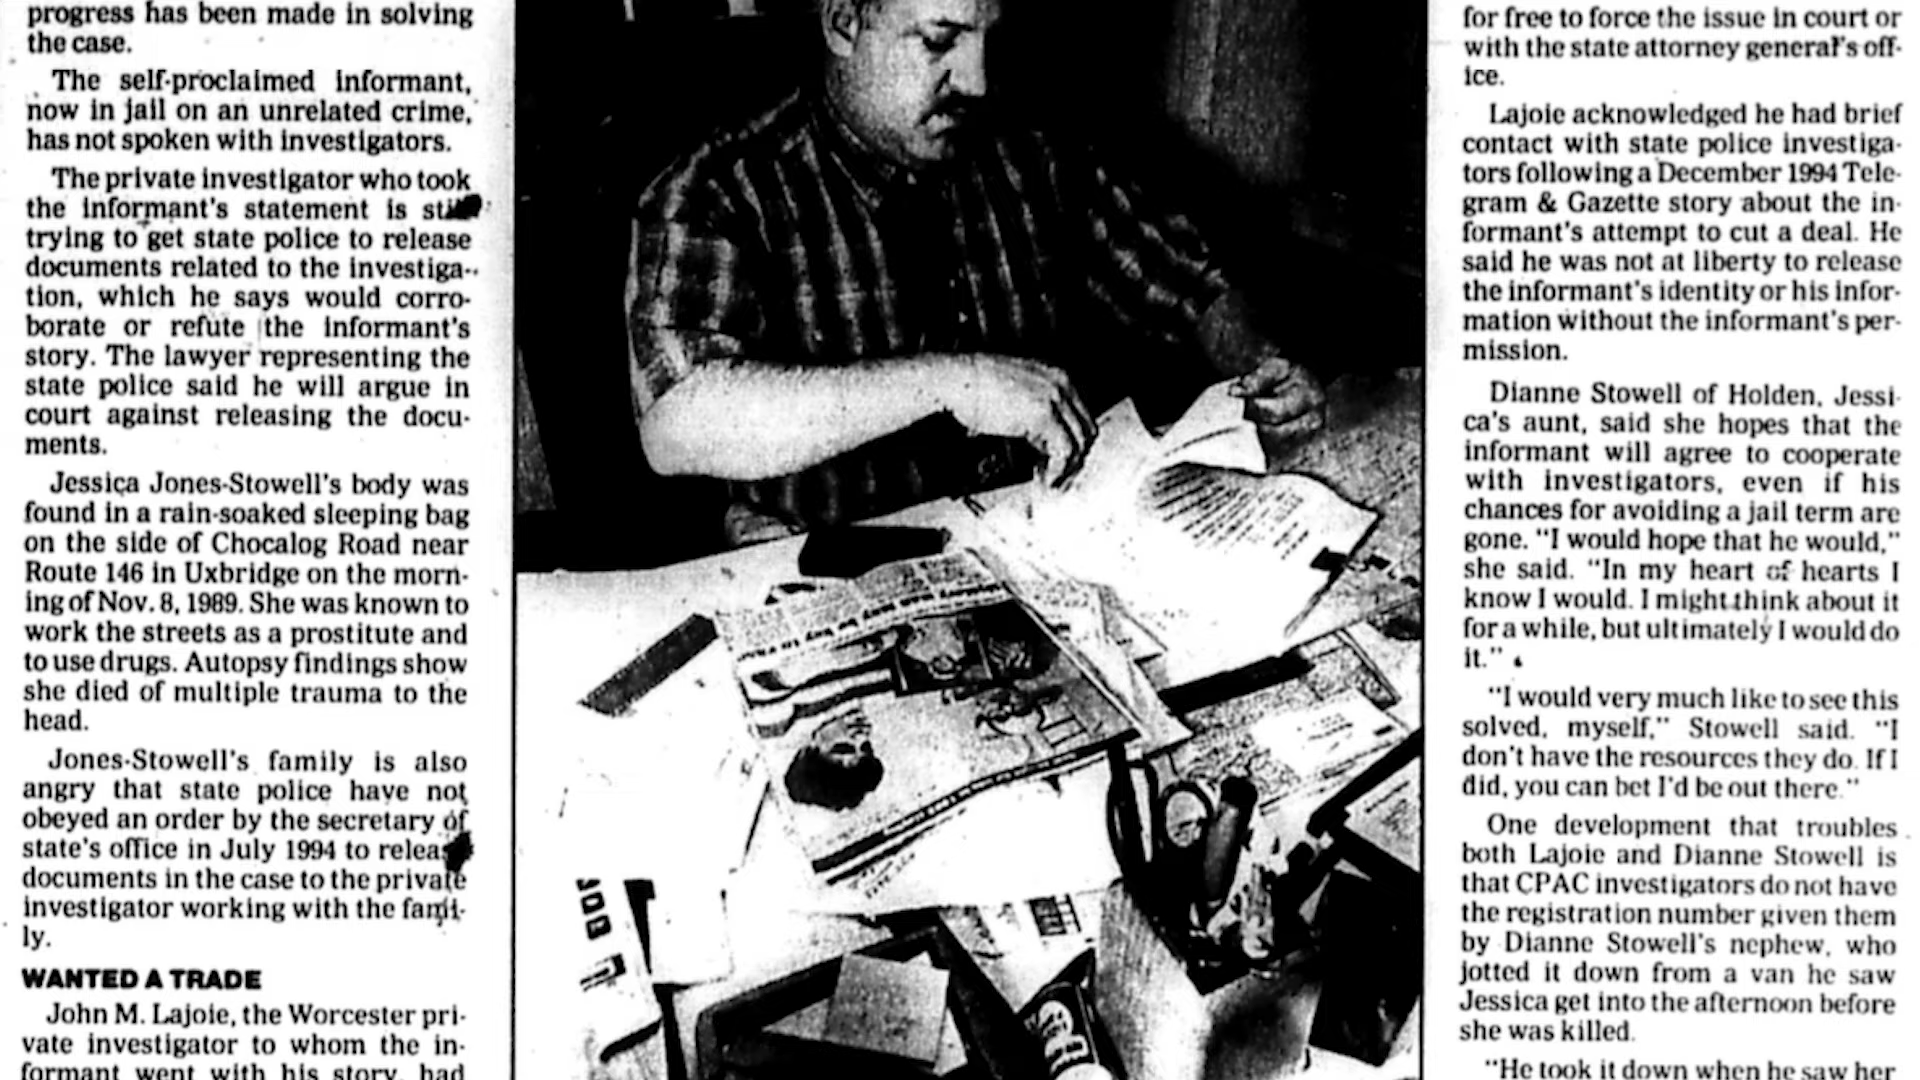 progress has been made in solving
the case.
The self-proclaimed informant,
now in jail on an unrelated crime,
has not spoken with investigators.
The private investigator who took
the informant's statement is still
trying to get state police to release
documents related to the investiga-
tion, which he says would corro-
borate or refute the informant's
story. The lawyer representing the
state police said he will argue in
court against releasing the docu-
ments.
Jessica Jones-Stowell's body was
found in a rain-soaked sleeping bag
on the side of Chocalog Road near
Route 146 in Uxbridge on the morn-
ing of Nov. 8, 1989. She was known to
work the streets as a prostitute and
to use drugs. Autopsy findings show
she died of multiple trauma to the
head.
Jones-Stowell's family is also
angry that state police have not
obeyed an order by the secretary of
state's office in July 1994 to release
documents in the case to the private
investigator working with the fami-
ly.
WANTED A TRADE
John M. Lajoie, the Worcester pri-
vate investigator to whom the in-
formant went with his story, had
for free to force the issue in court or
with the state attorney general's off-
ice.
Lajoie acknowledged he had brief
contact with state police investiga-
tors following a December 1994 Tele-
gram & Gazette story about the in-
formant's attempt to cut a deal. He
said he was not at liberty to release
the informant's identity or his infor-
mation without the informant's per-
mission.
Dianne Stowell of Holden, Jessi-
ca's aunt, said she hopes that the
informant will agree to cooperate
with investigators, even if his
chances for avoiding a jail term are
gone. "I would hope that he would,"
she said. "In my heart of hearts I
know I would. I might think about it
for a while, but ultimately I would do
it."
"I would very much like to see this
solved, myself," Stowell said. "I
don't have the resources they do. If I
did, you can bet I'd be out there."
One development that troubles
both Lajoie and Dianne Stowell is
that CPAC investigators do not have
the registration number given them
by Dianne Stowell's nephew, who
jotted it down from a van he saw
Jessica get into the afternoon before
she was killed.
"He took it down when he saw her